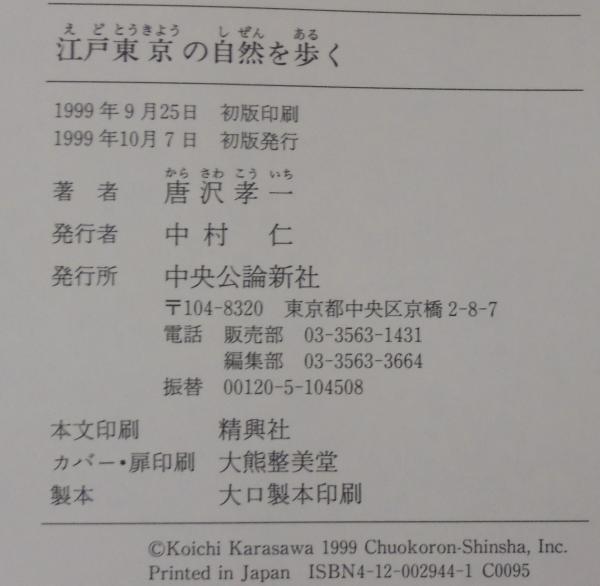 えどとうきよう しぜん ある
江戸東京の自然を歩く
1999年9月25日 初版印刷
1999年10月7日 初版発行
から さわ こう いち
著者 唐沢孝一
発行者 中村 仁
発行所 中央公論新社
〒104-8320 東京都中央区京橋2-8-7
電話 販売部 03-3563-1431
編集部 03-3563-3664
振替 00120-5-104508
本文印刷 精興社
カバー・扉印刷 大熊整美堂
製本 大口製本印刷
©Koichi Karasawa 1999 Chuokoron-Shinsha, Inc.
Printed in Japan ISBN4-12-002944-1 C0095